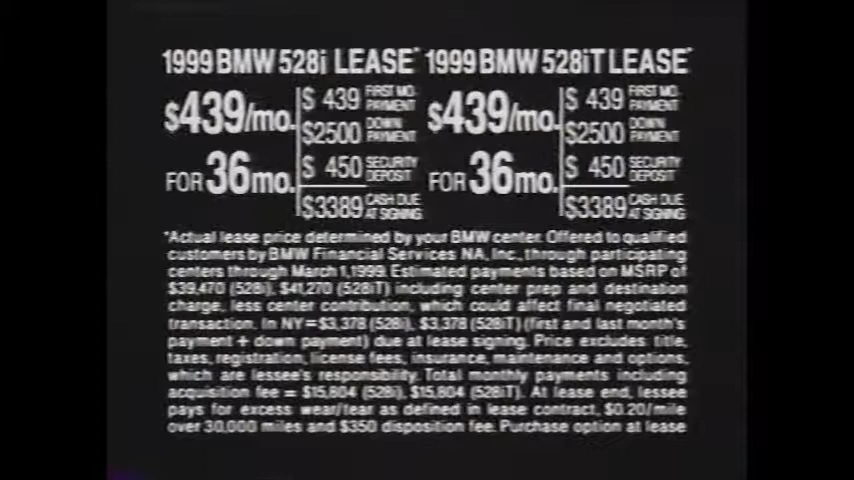 1999 BMW 528i LEASE* 1999 BMW 528iT LEASE*
$439/mo. $ 439 FIRST MO. PAYMENT $439/mo. $ 439 FIRST MO. PAYMENT
$2500 DOWN PAYMENT $2500 DOWN PAYMENT
FOR 36mo. $ 450 SECURITY DEPOSIT FOR 36mo. $ 450 SECURITY DEPOSIT
$3389 CASH DUE AT SIGNING $3389 CASH DUE AT SIGNING
*Actual lease price determined by your BMW center. Offered to qualified
customers by BMW Financial Services NA, Inc., through participating
centers through March 1, 1999. Estimated payments based on MSRP of
$39,470 (528i), $41,270 (528iT) including center prep and destination
charge, less center contribution, which could affect final negotiated
transaction. In NY=$3,378 (528i), $3,378 (528iT) (first and last month's
payment + down payment) due at lease signing. Price excludes title,
taxes, registration, license fees, insurance, maintenance and options,
which are lessee's responsibility. Total monthly payments including
acquisition fee = $15,804 (528i), $15,804 (528iT). At lease end, lessee
pays for excess wear/tear as defined in lease contract, $0.20/mile
over 30,000 miles and $350 disposition fee. Purchase option at lease